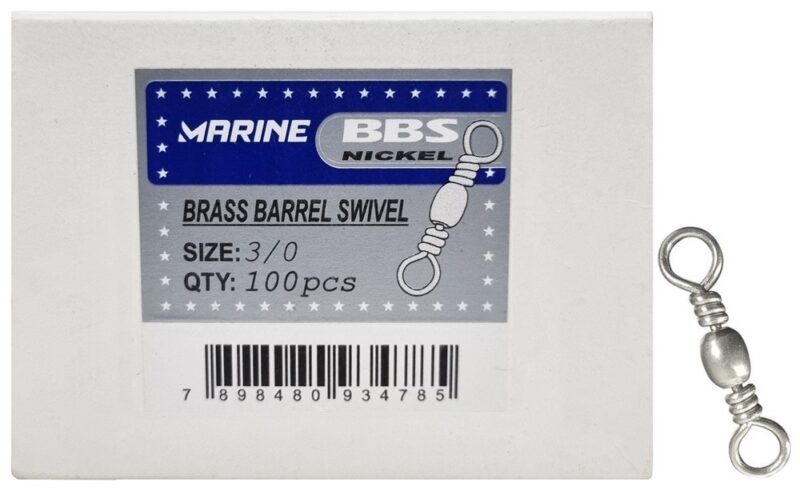 MARINE BBS
NICKEL
BRASS BARREL SWIVEL
SIZE: 3/0
QTY: 100pcs
7 898480 934785